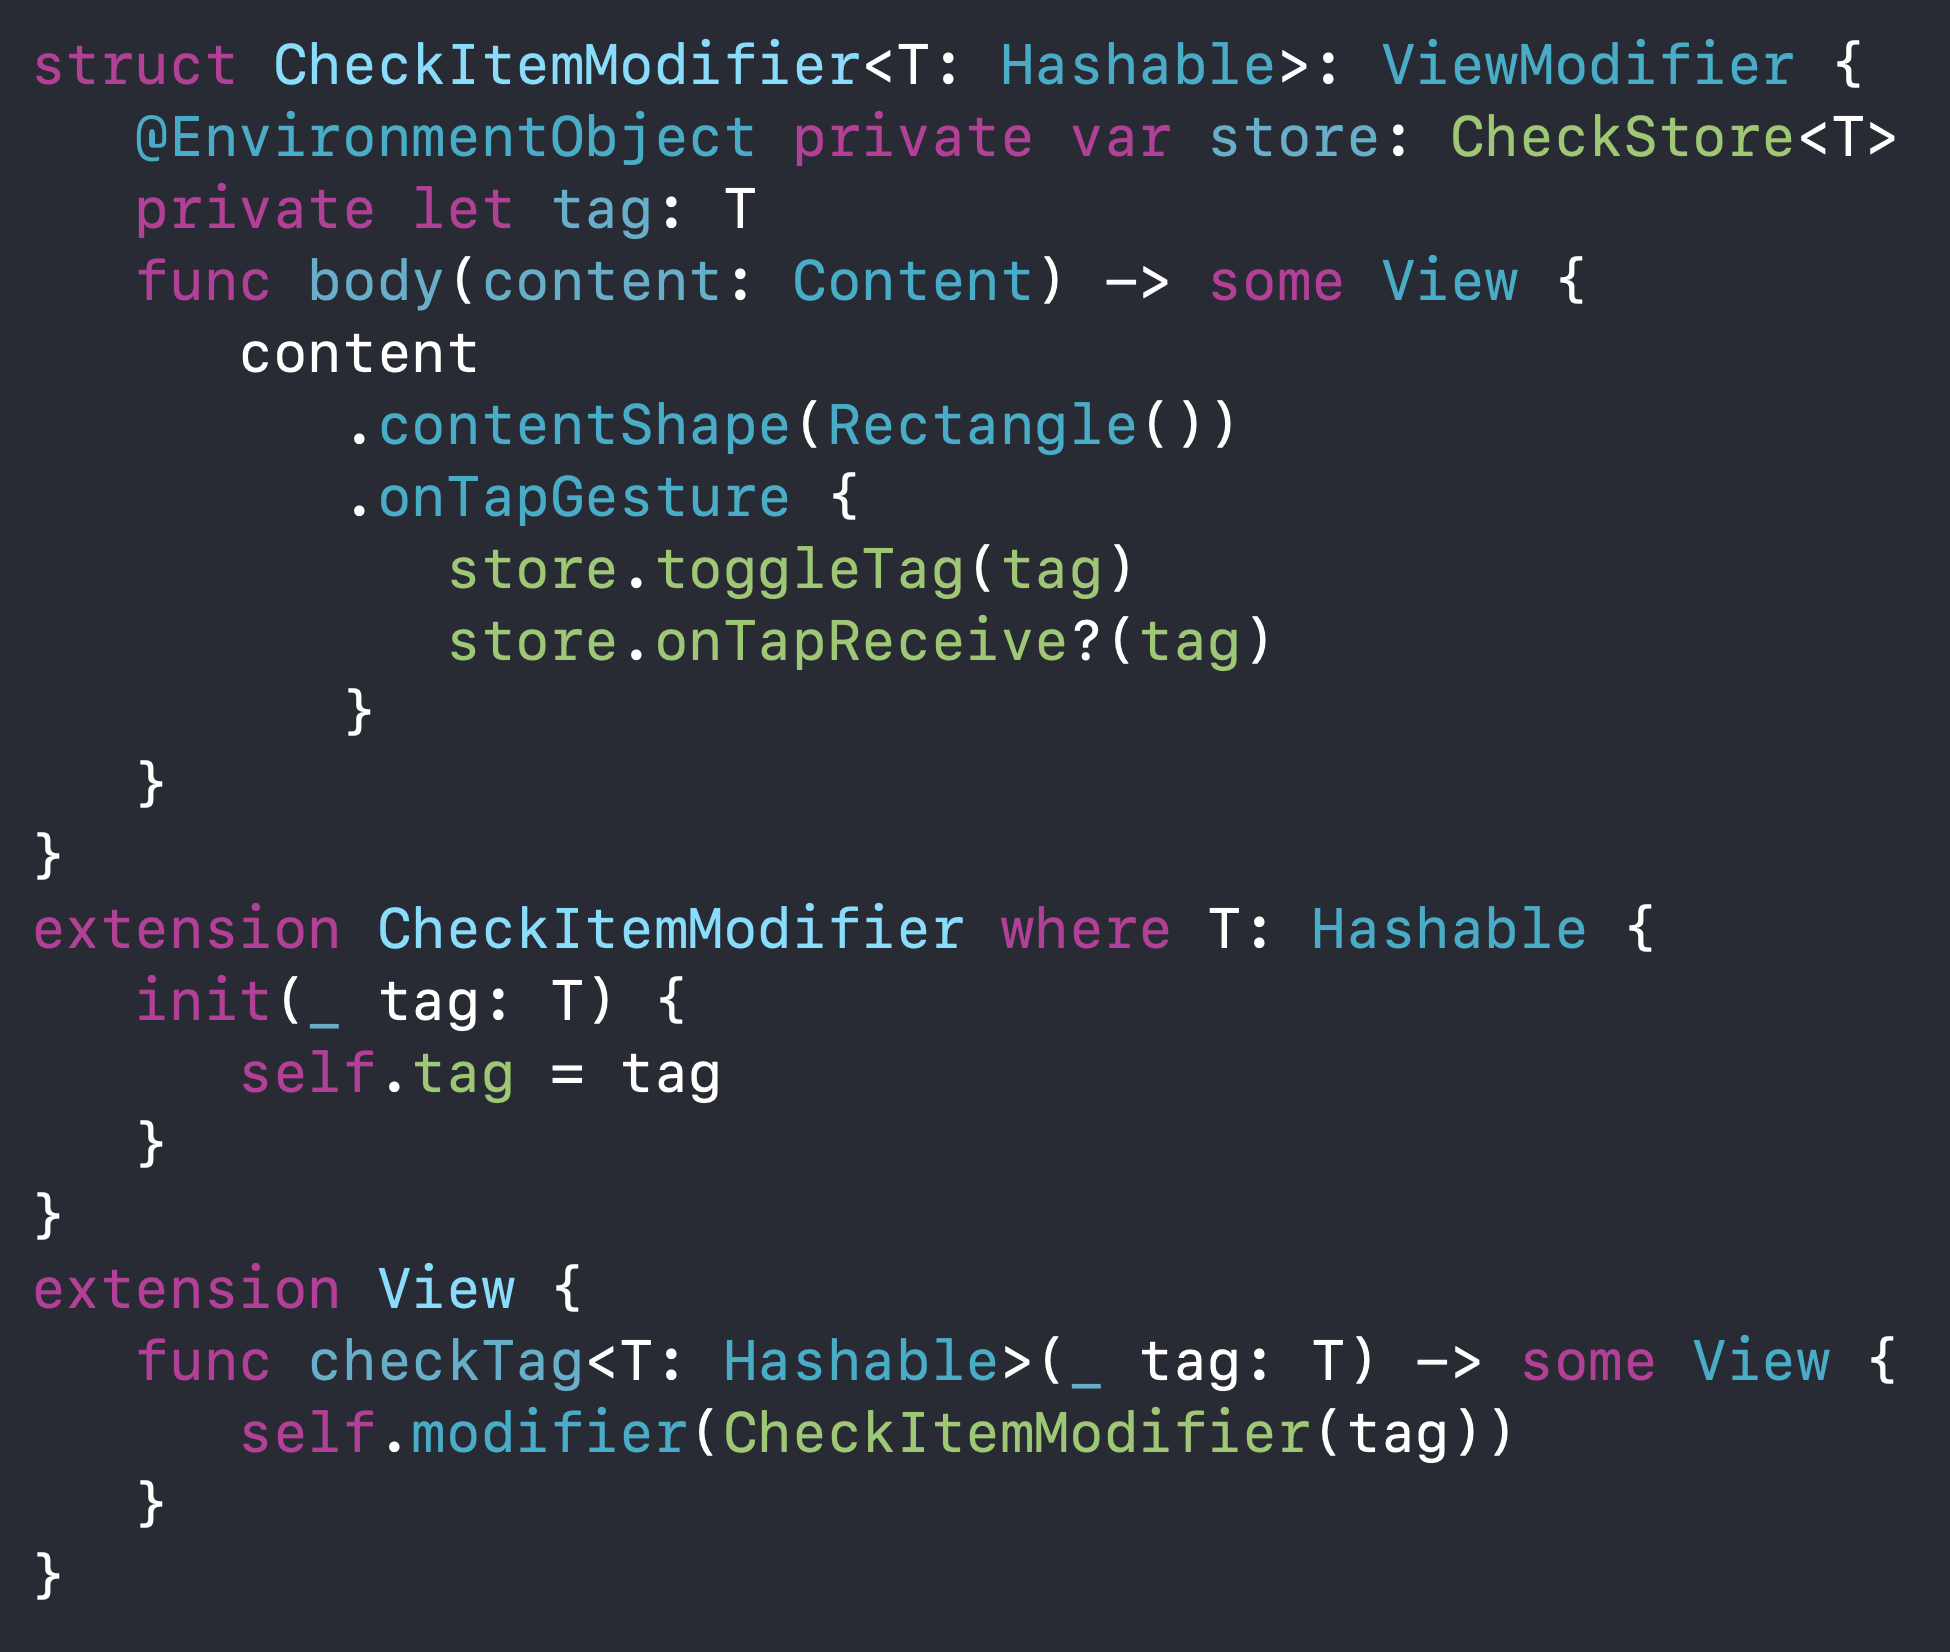 struct CheckItemModifier<T: Hashable>: ViewModifier {
   @EnvironmentObject private var store: CheckStore<T>
   private let tag: T
   func body(content: Content) -> some View {
      content
         .contentShape(Rectangle())
         .onTapGesture {
            store.toggleTag(tag)
            store.onTapReceive?(tag)
         }
   }
}
extension CheckItemModifier where T: Hashable {
   init(_ tag: T) {
      self.tag = tag
   }
}
extension View {
   func checkTag<T: Hashable>(_ tag: T) -> some View {
      self.modifier(CheckItemModifier(tag))
   }
}